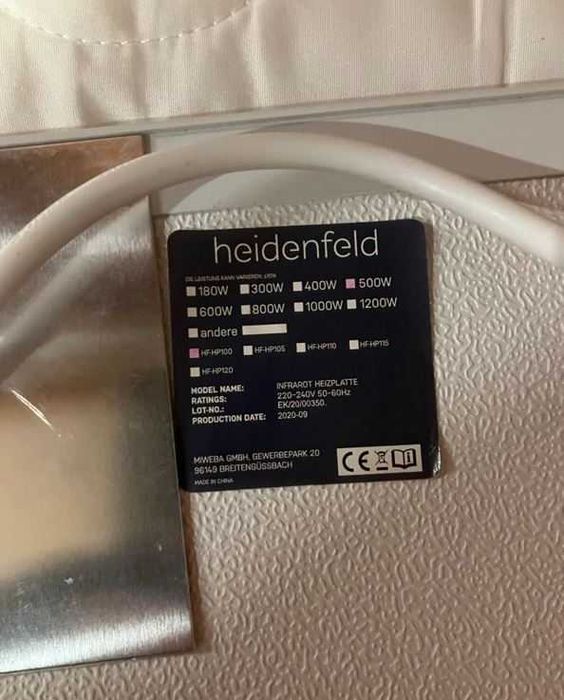 heidenfeld
DIE LEISTUNG KANN VARIIEREN: ±10%
180W 300W 400W 500W
600W 800W 1000W 1200W
andere
HF-HP100 HF-HP105 HF-HP110 HF-HP115
HF-HP120
MODEL NAME: INFRAROT HEIZPLATTE
RATINGS: 220-240V 50-60Hz
LOT-NO.: EK/20/00350.
PRODUCTION DATE: 2020-09
MIWEBA GMBH, GEWERBEPARK 20
96149 BREITENGÜSSBACH
MADE IN CHINA
CE